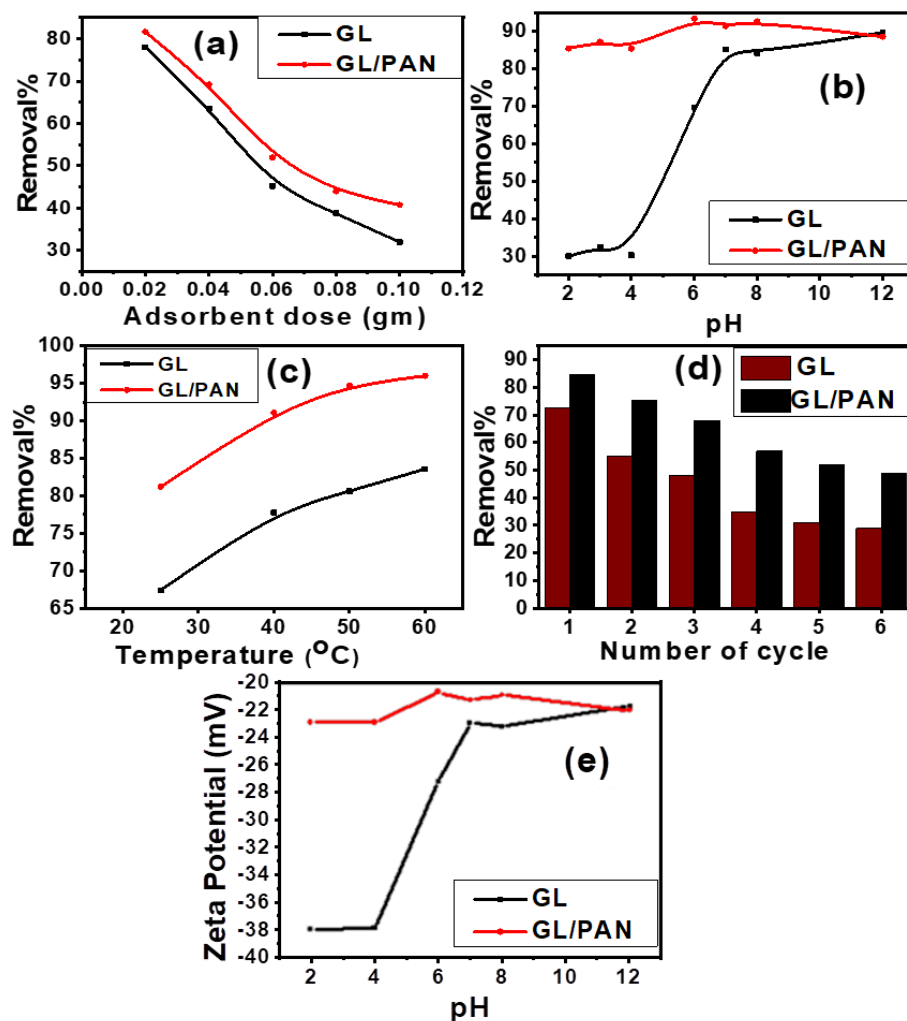 (a)
GL
GL/PAN
Removal%
80
70
60
50
40
30
0.00 0.02 0.04 0.06 0.08 0.10 0.12
Adsorbent dose (gm)
(b)
GL
GL/PAN
Removal%
90
80
70
60
50
40
30
2 4 6 8 10 12
pH
(c)
GL
GL/PAN
Removal%
100
95
90
85
80
75
70
65
20 30 40 50 60
Temperature (OC)
(d)
GL
GL/PAN
Removal%
90
80
70
60
50
40
30
20
10
0
1 2 3 4 5 6
Number of cycle
(e)
GL
GL/PAN
Zeta Potential (mV)
-20
-22
-24
-26
-28
-30
-32
-34
-36
-38
-40
2 4 6 8 10 12
pH